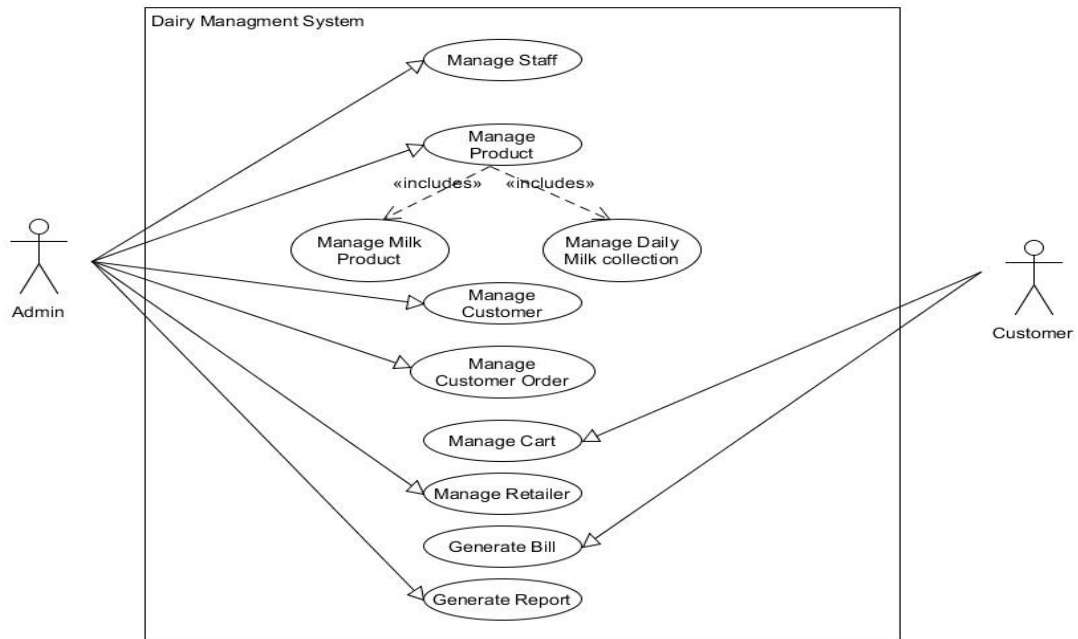 Dairy Managment System
Manage Staff
Manage
Product
«includes»
«includes»
Manage Milk
Product
Manage Daily
Milk collection
Admin
Manage
Customer
Customer
Manage
Customer Order
Manage Cart
Manage Retailer
Generate Bill
Generate Report